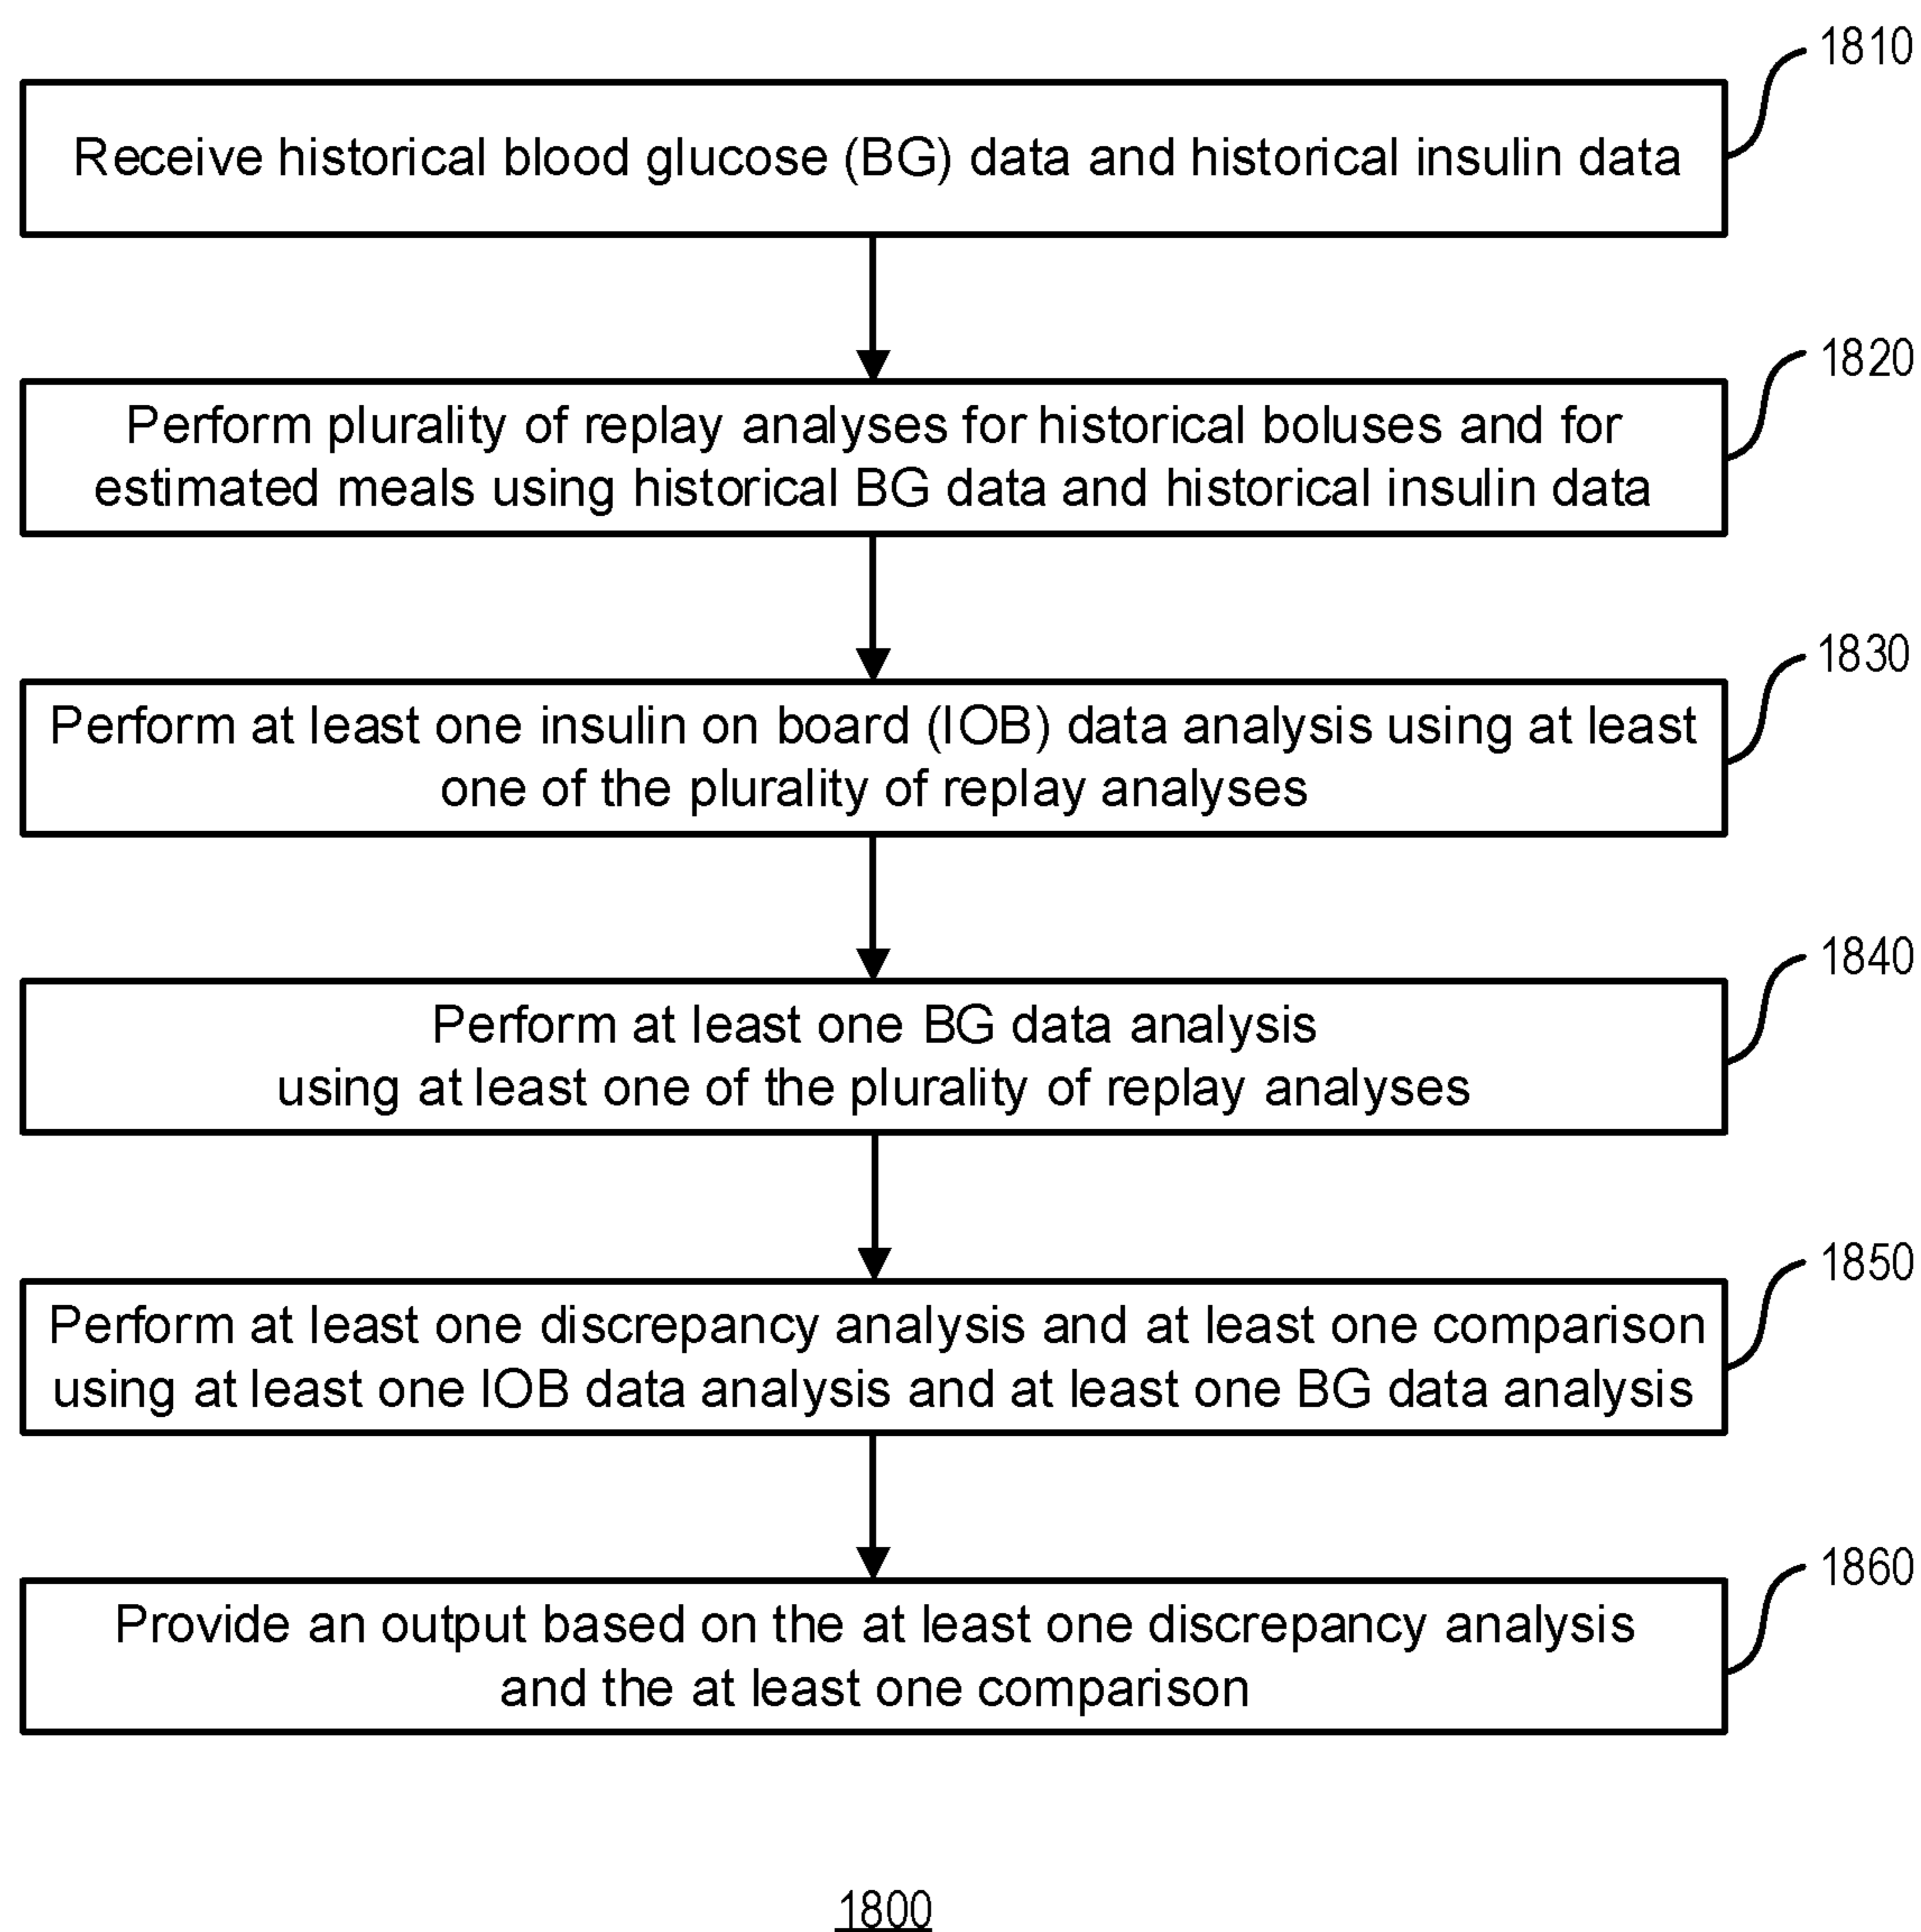 1810
Receive historical blood glucose (BG) data and historical insulin data
1820
Perform plurality of replay analyses for historical boluses and for
estimated meals using historical BG data and historical insulin data
1830
Perform at least one insulin on board (IOB) data analysis using at least
one of the plurality of replay analyses
1840
Perform at least one BG data analysis
using at least one of the plurality of replay analyses
1850
Perform at least one discrepancy analysis and at least one comparison
using at least one IOB data analysis and at least one BG data analysis
1860
Provide an output based on the at least one discrepancy analysis
and the at least one comparison
1800